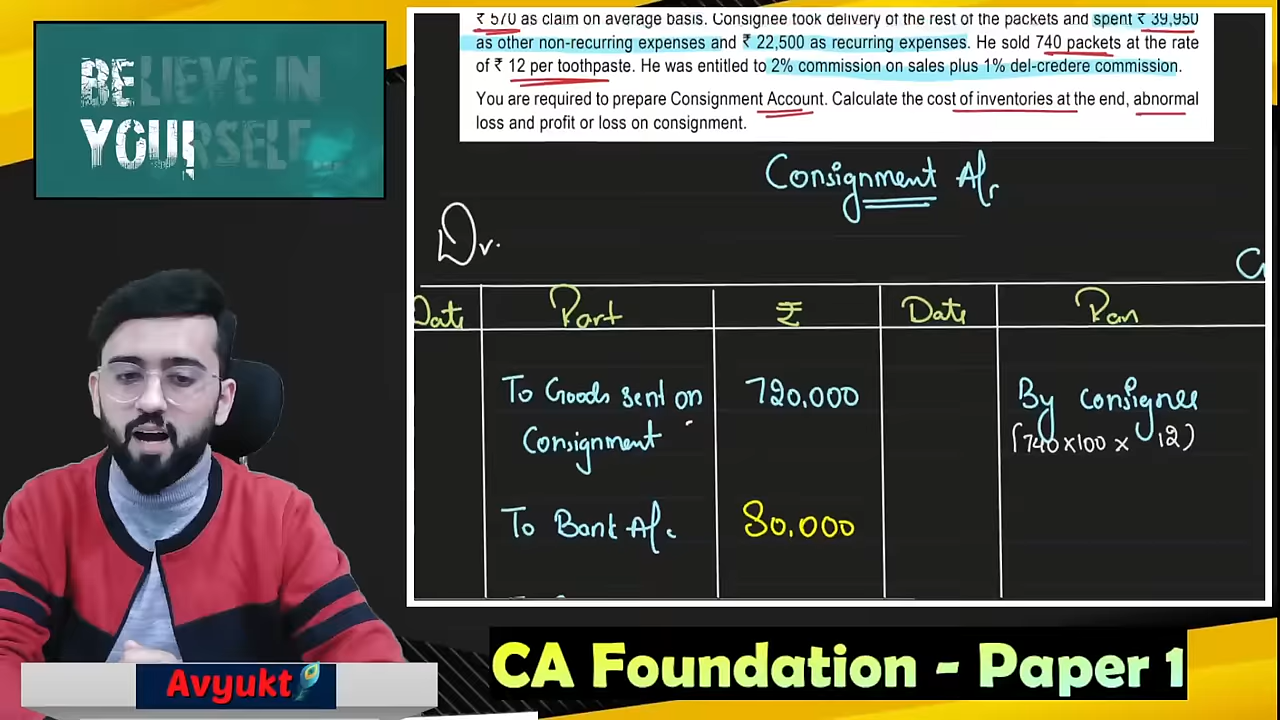 BELIEVE IN
YOURSELF
₹ 570 as claim on average basis. Consignee took delivery of the rest of the packets and spent ₹ 39,950
as other non-recurring expenses and ₹ 22,500 as recurring expenses. He sold 740 packets at the rate
of ₹ 12 per toothpaste. He was entitled to 2% commission on sales plus 1% del-credere commission.
You are required to prepare Consignment Account. Calculate the cost of inventories at the end, abnormal
loss and profit or loss on consignment.
Consignment A/c
Dr.
Date Part ₹ Date Par
To Goods sent on 720,000 By consignee
Consignment (740×100× 12)
To Bank A/c 80.000
Avyukt
CA Foundation - Paper 1